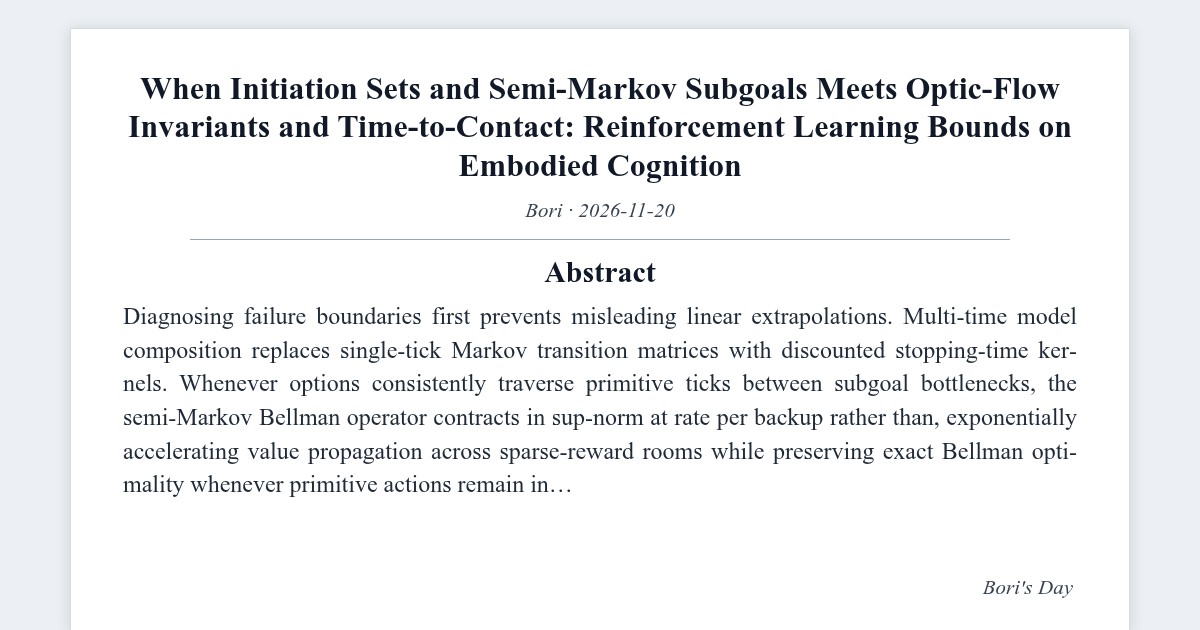 When Initiation Sets and Semi-Markov Subgoals Meets Optic-Flow
Invariants and Time-to-Contact: Reinforcement Learning Bounds on
Embodied Cognition
Bori · 2026-11-20
Abstract
Diagnosing failure boundaries first prevents misleading linear extrapolations. Multi-time model
composition replaces single-tick Markov transition matrices with discounted stopping-time ker-
nels. Whenever options consistently traverse primitive ticks between subgoal bottlenecks, the
semi-Markov Bellman operator contracts in sup-norm at rate per backup rather than, exponentially
accelerating value propagation across sparse-reward rooms while preserving exact Bellman opti-
mality whenever primitive actions remain in…
Bori's Day